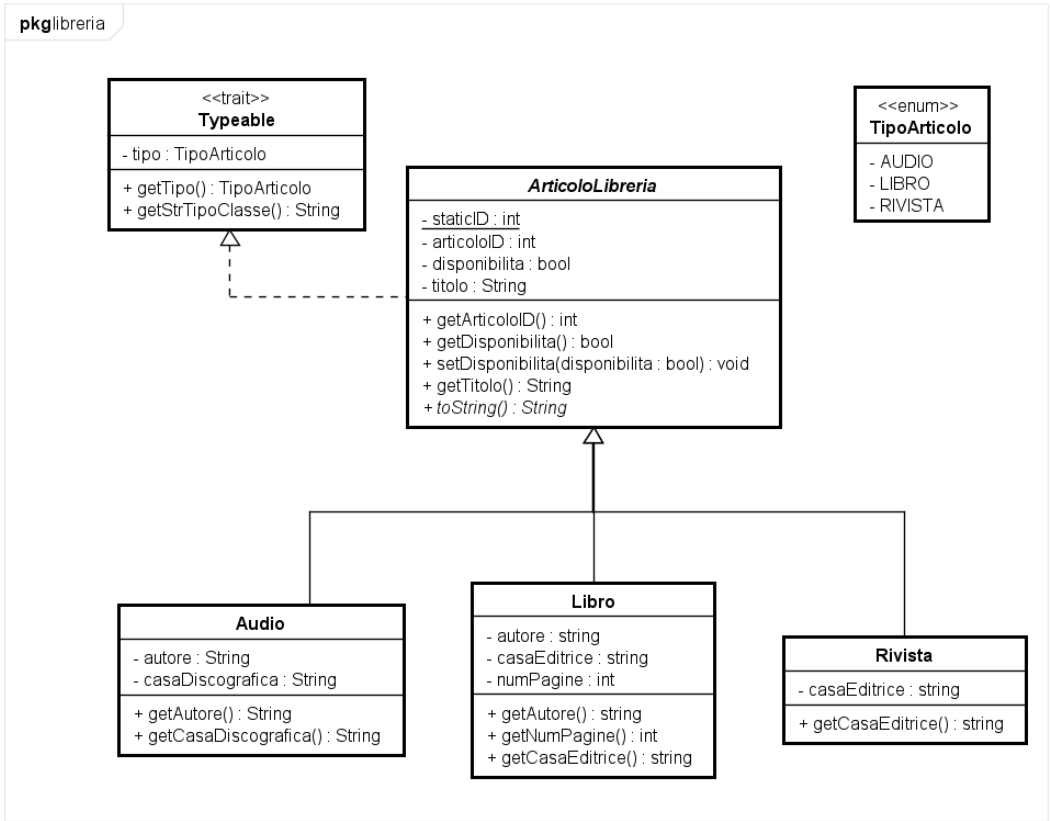 pkglibreria
<<trait>>
Typeable
- tipo : TipoArticolo
+ getTipo() : TipoArticolo
+ getStrTipoClasse() : String
<<enum>>
TipoArticolo
- AUDIO
- LIBRO
- RIVISTA
ArticoloLibreria
- staticID : int
- articoloID : int
- disponibilita : bool
- titolo : String
+ getArticoloID() : int
+ getDisponibilita() : bool
+ setDisponibilita(disponibilita : bool) : void
+ getTitolo() : String
+ toString() : String
Audio
- autore : String
- casaDiscografica : String
+ getAutore() : String
+ getCasaDiscografica() : String
Libro
- autore : string
- casaEditrice : string
- numPagine : int
+ getAutore() : string
+ getNumPagine() : int
+ getCasaEditrice() : string
Rivista
- casaEditrice : string
+ getCasaEditrice() : string